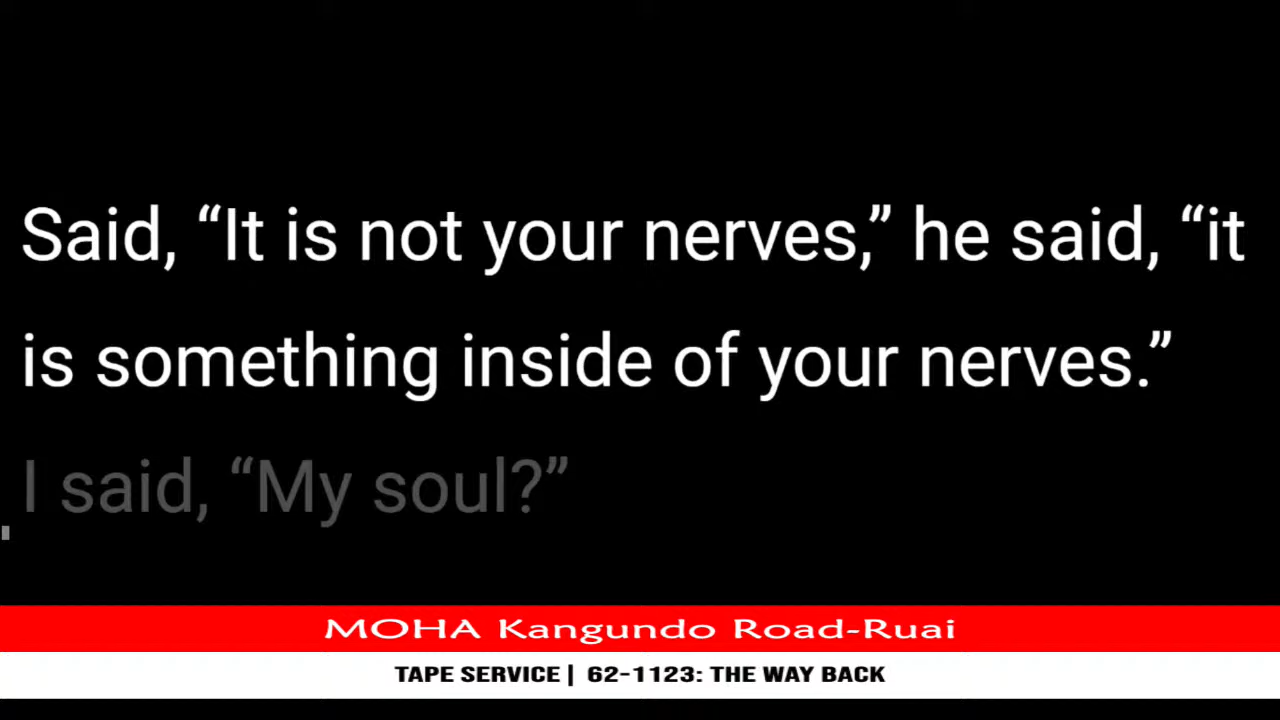 Said, “It is not your nerves,” he said, “it
is something inside of your nerves.”
I said, “My soul?”
MOHA Kangundo Road-Ruai
TAPE SERVICE | 62-1123: THE WAY BACK